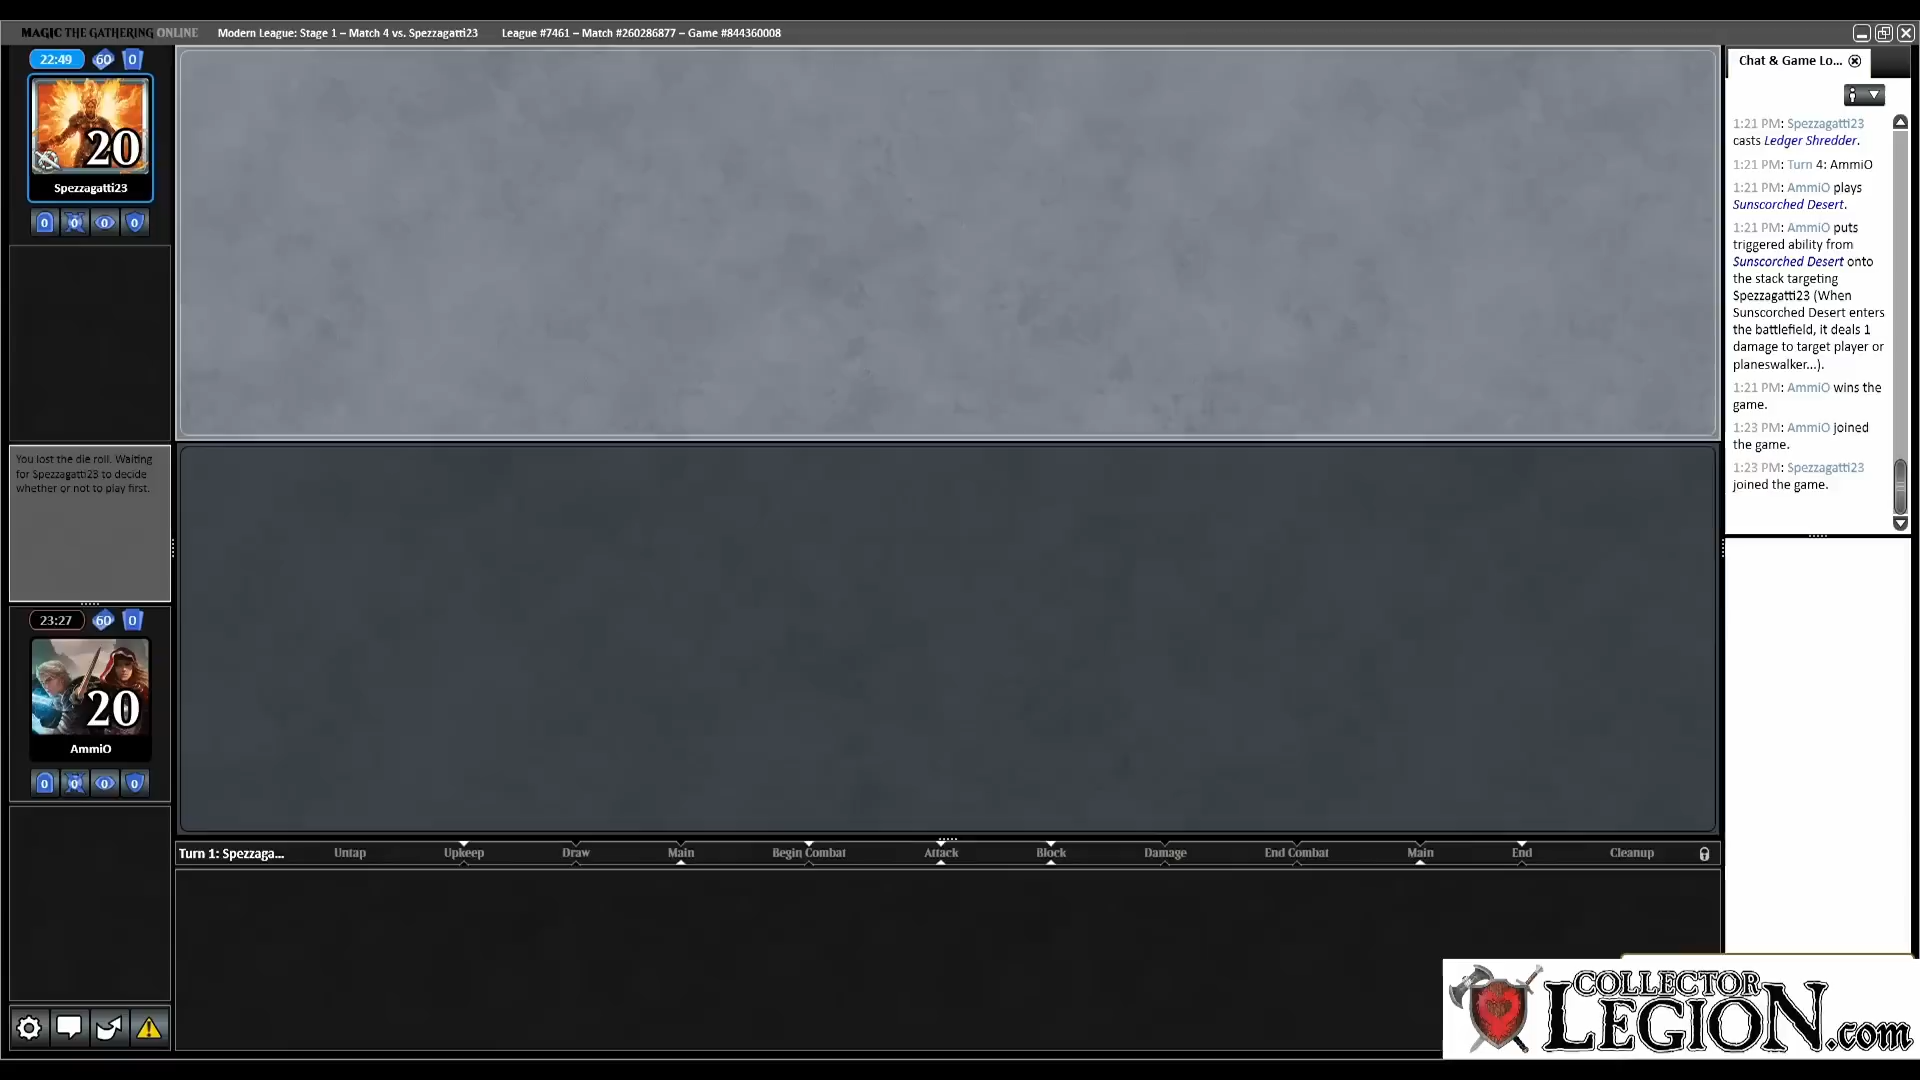 MAGIC THE GATHERING ONLINE Modern League: Stage 1 – Match 4 vs. Spezzagatti23 League #7461 – Match #260286877 – Game #844360008
22:49 60 0
20
Spezzagatti23
0 0 0 0
You lost the die roll. Waiting
for Spezzagatti23 to decide
whether or not to play first.
23:27 60 0
20
AmmiO
0 0 0 0
Turn 1: Spezzaga... Untap Upkeep Draw Main Begin Combat Attack Block Damage End Combat Main End Cleanup
Chat & Game Lo...
1:21 PM: Spezzagatti23
casts Ledger Shredder.
1:21 PM: Turn 4: AmmiO
1:21 PM: AmmiO plays
Sunscorched Desert.
1:21 PM: AmmiO puts
triggered ability from
Sunscorched Desert onto
the stack targeting
Spezzagatti23 (When
Sunscorched Desert enters
the battlefield, it deals 1
damage to target player or
planeswalker...).
1:21 PM: AmmiO wins the
game.
1:23 PM: AmmiO joined
the game.
1:23 PM: Spezzagatti23
joined the game.
COLLECTOR
LEGION.com